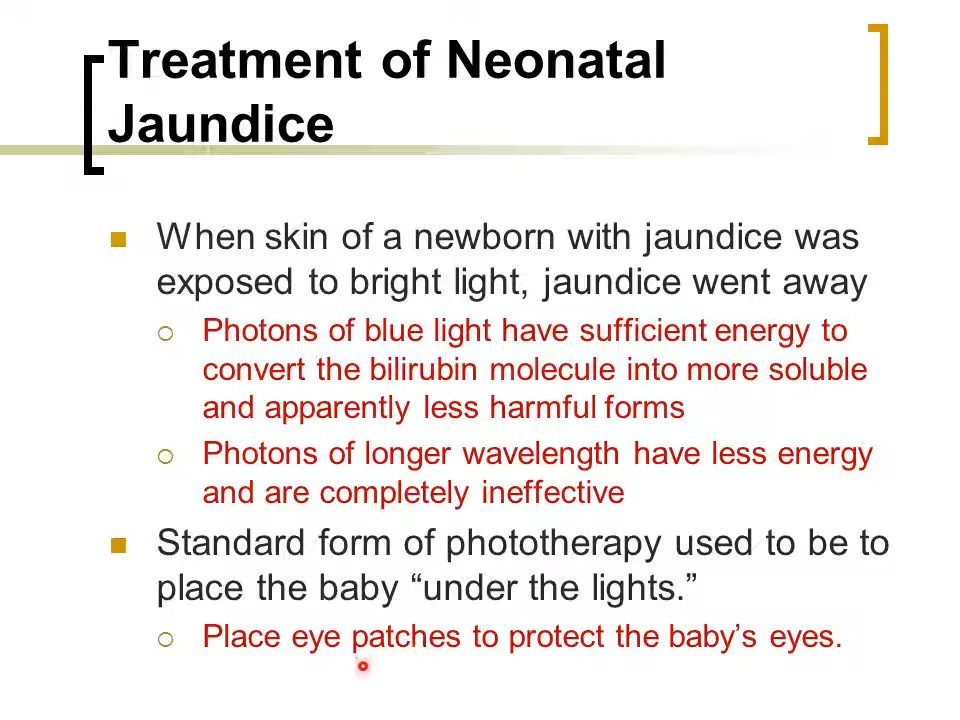 Treatment of Neonatal
Jaundice
When skin of a newborn with jaundice was
exposed to bright light, jaundice went away
Photons of blue light have sufficient energy to
convert the bilirubin molecule into more soluble
and apparently less harmful forms
Photons of longer wavelength have less energy
and are completely ineffective
Standard form of phototherapy used to be to
place the baby “under the lights.”
Place eye patches to protect the baby’s eyes.